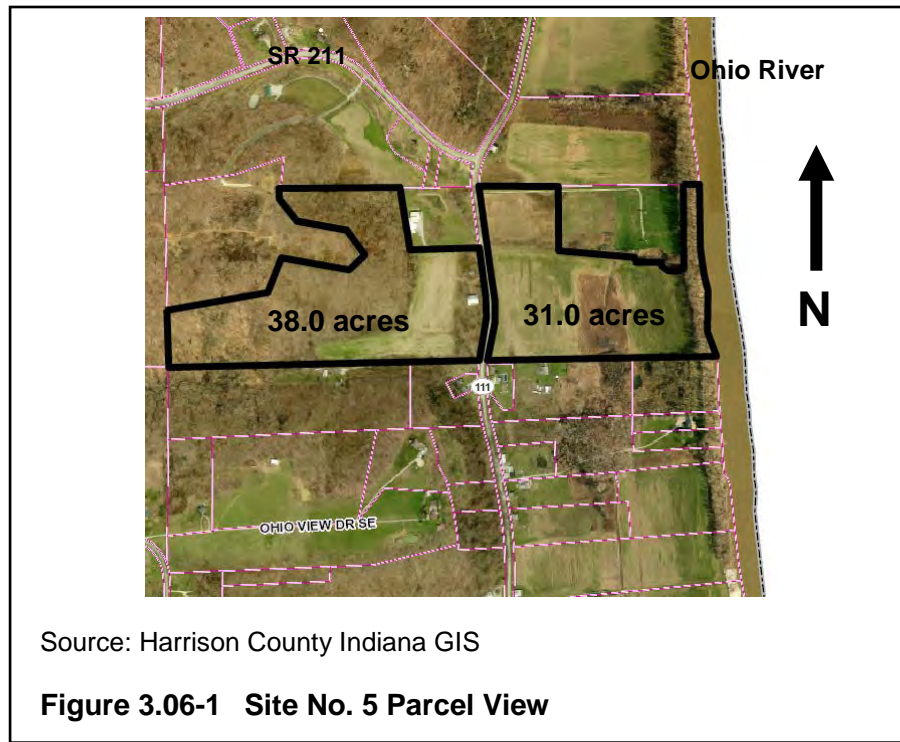 SR 211
Ohio River
N
38.0 acres
31.0 acres
111
OHIO VIEW DR SE
Source: Harrison County Indiana GIS
Figure 3.06-1 Site No. 5 Parcel View